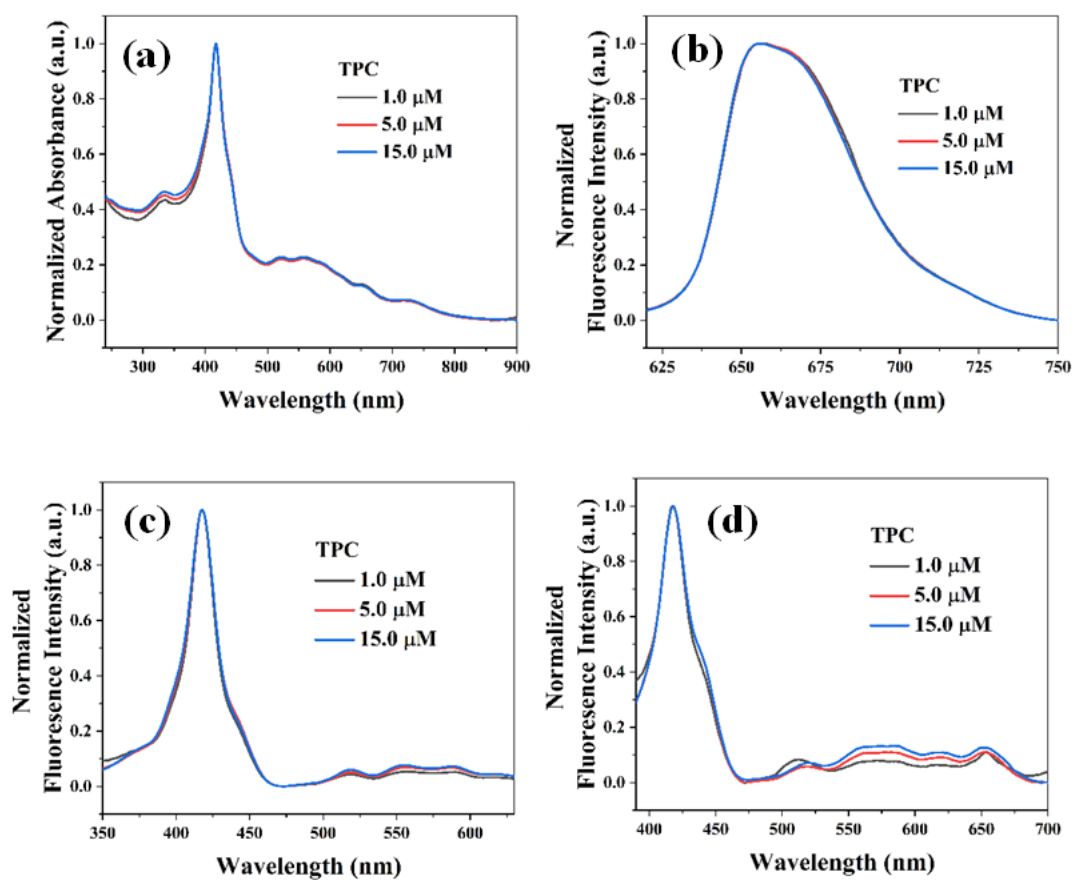 (a)
TPC
1.0 μM
5.0 μM
15.0 μM
Normalized Absorbance (a.u.)
1.0
0.8
0.6
0.4
0.2
0.0
300 400 500 600 700 800 900
Wavelength (nm)
(b)
TPC
1.0 μM
5.0 μM
15.0 μM
Normalized
Fluorescence Intensity (a.u.)
1.0
0.8
0.6
0.4
0.2
0.0
625 650 675 700 725 750
Wavelength (nm)
(c)
TPC
1.0 μM
5.0 μM
15.0 μM
Normalized
Fluoresence Intensity (a.u.)
1.0
0.8
0.6
0.4
0.2
0.0
350 400 450 500 550 600
Wavelength (nm)
(d)
TPC
1.0 μM
5.0 μM
15.0 μM
Normalized
Fluoresence Intensity (a.u.)
1.0
0.8
0.6
0.4
0.2
0.0
400 450 500 550 600 650 700
Wavelength (nm)